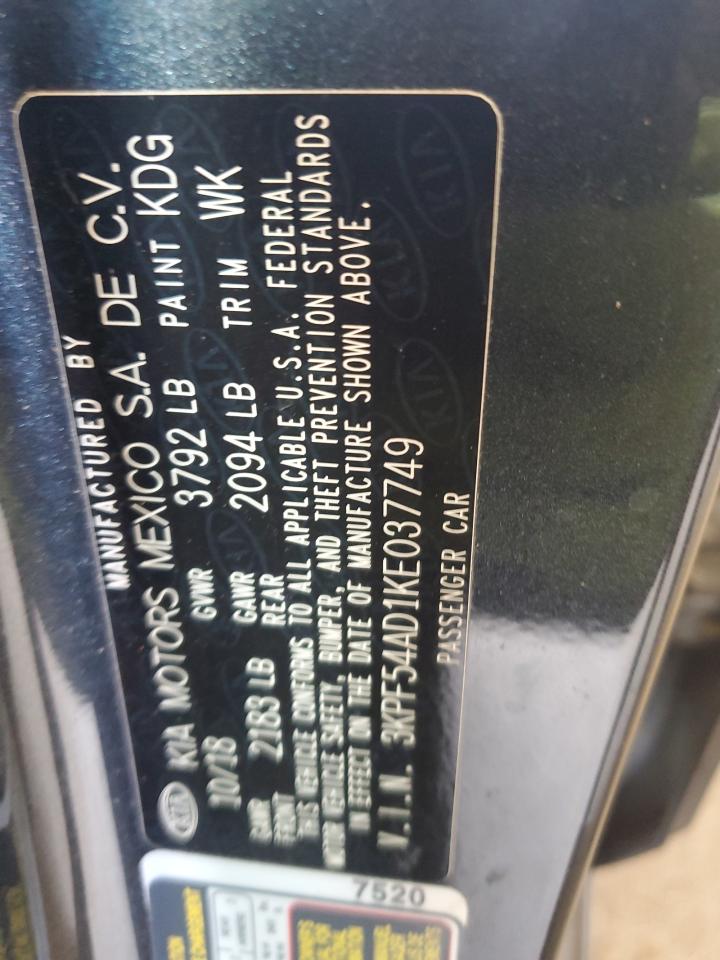 MANUFACTURED BY
KIA KIA MOTORS MEXICO S.A. DE C.V.
10/18 GVWR 3792 LB PAINT KDG
GAWR FRONT 2183 LB GAWR REAR 2094 LB TRIM WK
THIS VEHICLE CONFORMS TO ALL APPLICABLE U.S.A. FEDERAL
MOTOR VEHICLE SAFETY, BUMPER, AND THEFT PREVENTION STANDARDS
IN EFFECT ON THE DATE OF MANUFACTURE SHOWN ABOVE.
V.I.N. 3KPF54AD1KE037749
PASSENGER CAR
7520